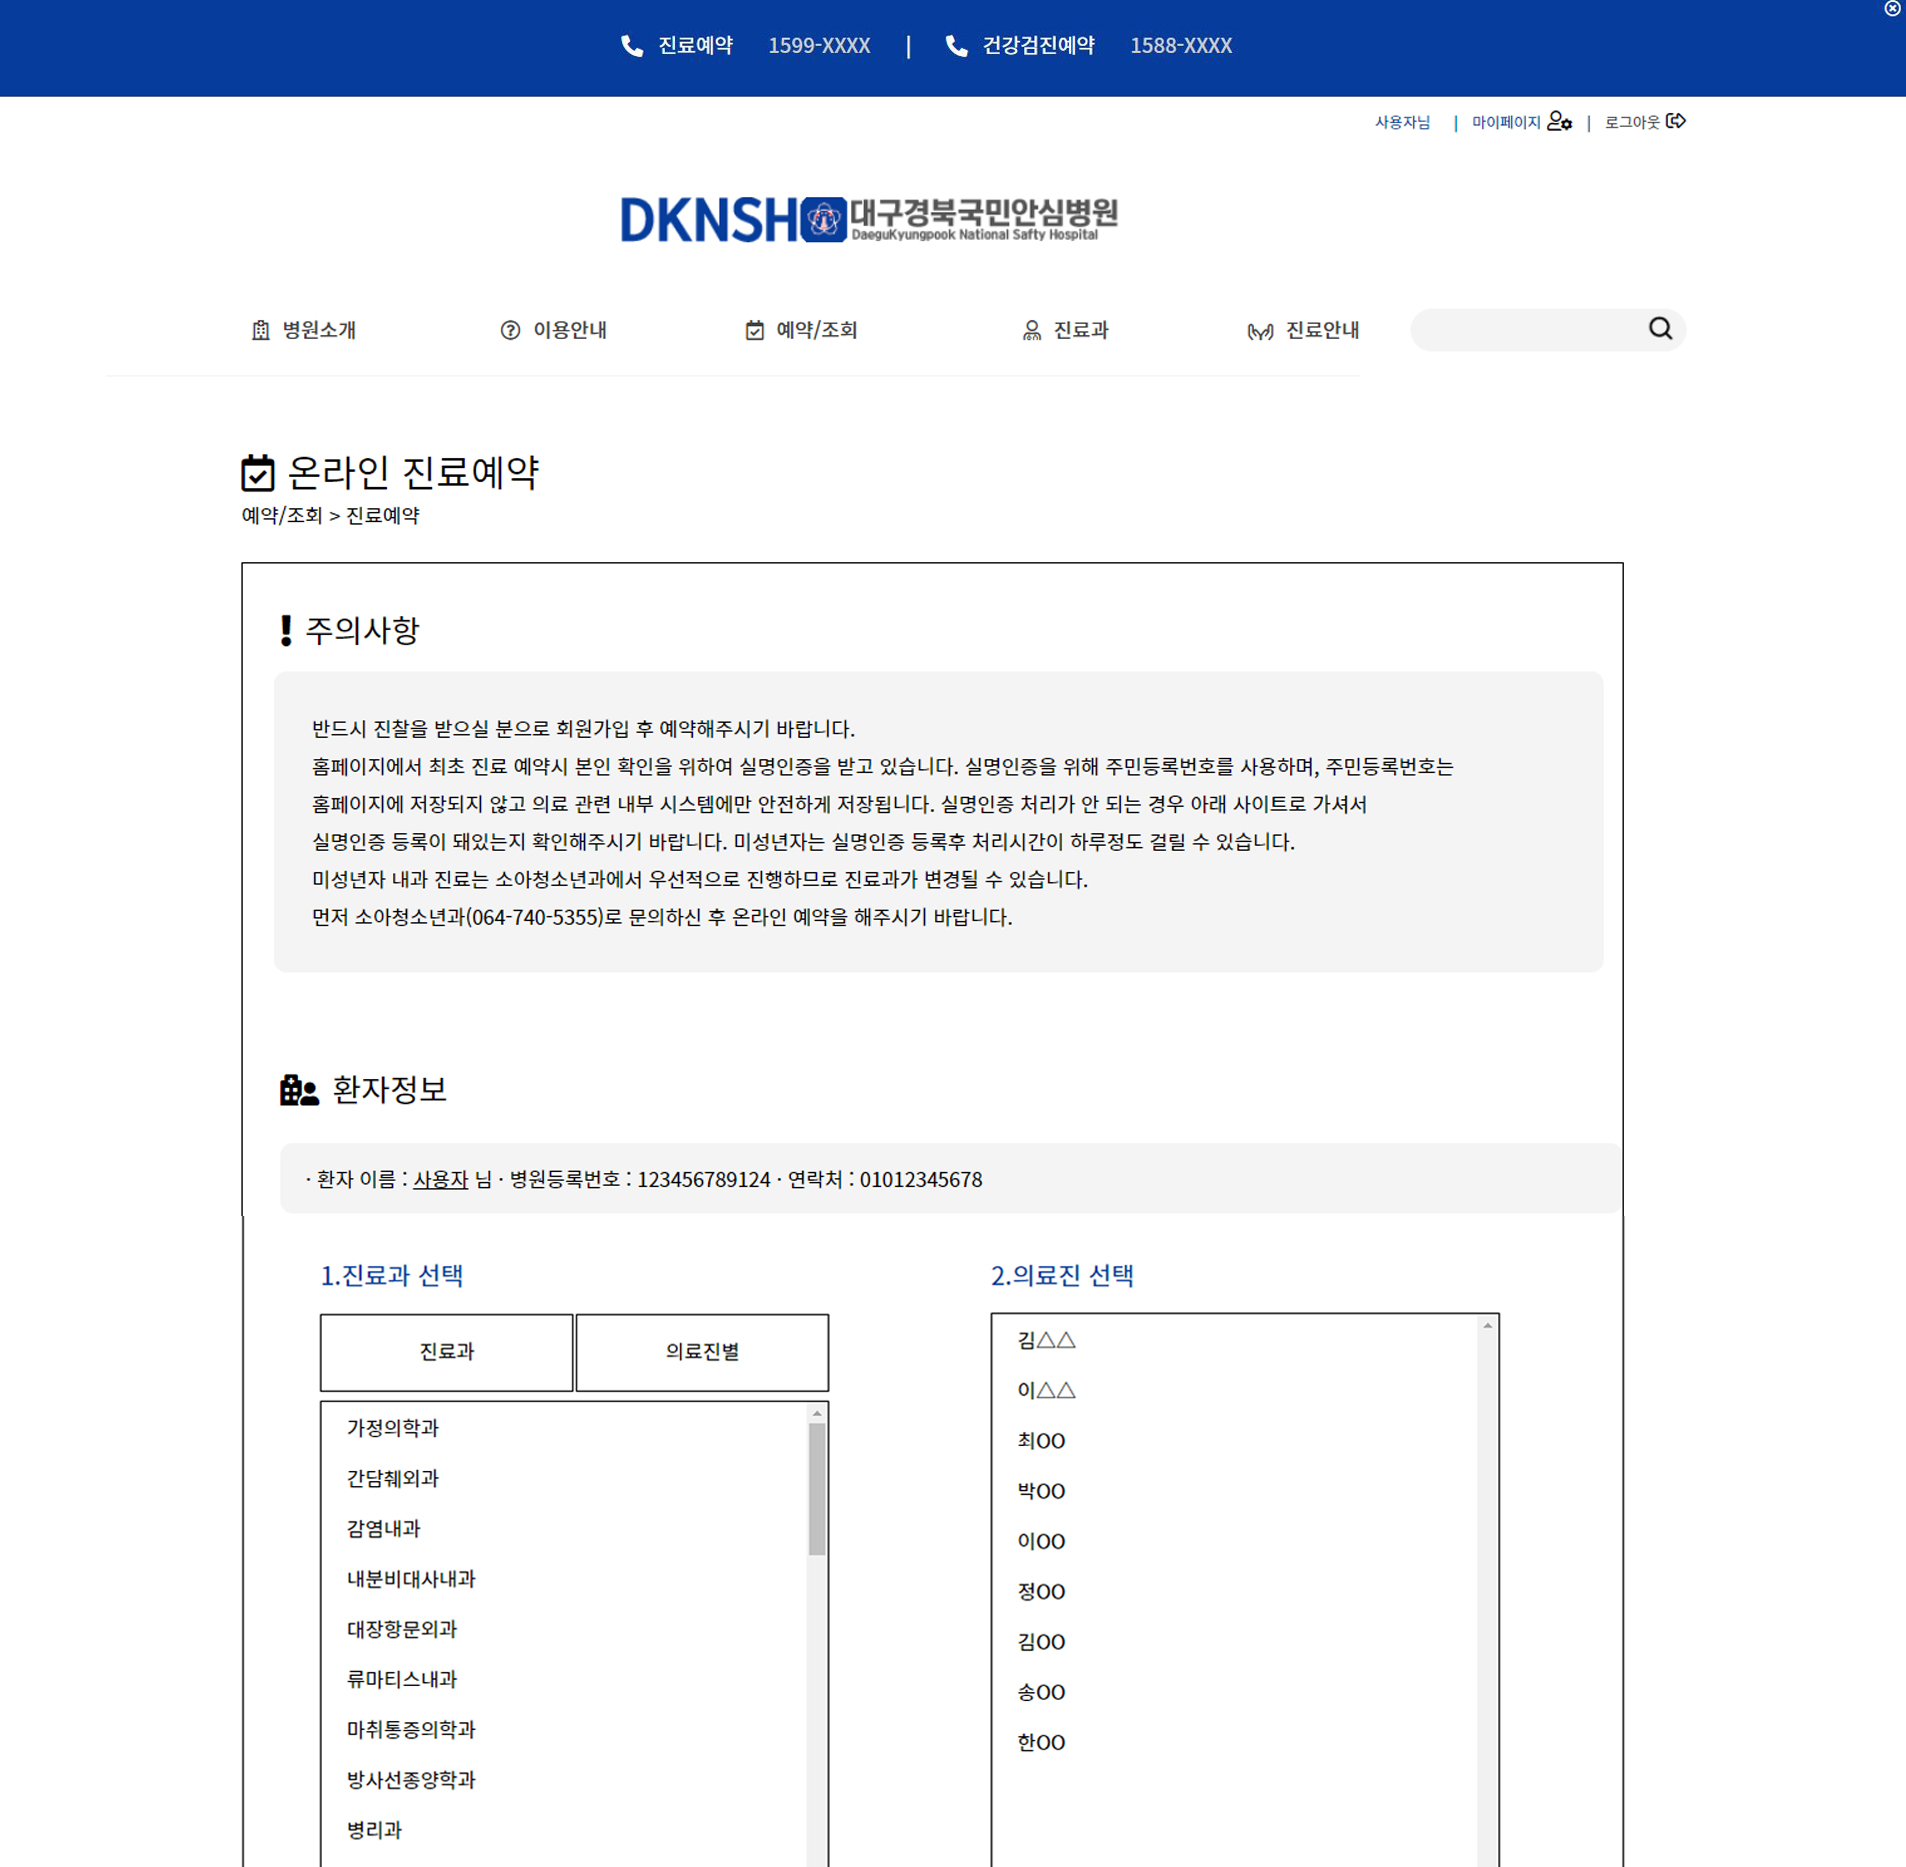 진료예약 1599-XXXX | 건강검진예약 1588-XXXX
사용자님 | 마이페이지 | 로그아웃
DKNSH 대구경북국민안심병원
DaeguKyungpook National Safty Hospital
병원소개 이용안내 예약/조회 진료과 진료안내
온라인 진료예약
예약/조회 > 진료예약
주의사항
반드시 진찰을 받으실 분으로 회원가입 후 예약해주시기 바랍니다.
홈페이지에서 최초 진료 예약시 본인 확인을 위하여 실명인증을 받고 있습니다. 실명인증을 위해 주민등록번호를 사용하며, 주민등록번호는
홈페이지에 저장되지 않고 의료 관련 내부 시스템에만 안전하게 저장됩니다. 실명인증 처리가 안 되는 경우 아래 사이트로 가셔서
실명인증 등록이 돼있는지 확인해주시기 바랍니다. 미성년자는 실명인증 등록후 처리시간이 하루정도 걸릴 수 있습니다.
미성년자 내과 진료는 소아청소년과에서 우선적으로 진행하므로 진료과가 변경될 수 있습니다.
먼저 소아청소년과(064-740-5355)로 문의하신 후 온라인 예약을 해주시기 바랍니다.
환자정보
· 환자 이름 : 사용자 님 · 병원등록번호 : 123456789124 · 연락처 : 01012345678
1.진료과 선택
진료과 의료진별
가정의학과
간담췌외과
감염내과
내분비대사내과
대장항문외과
류마티스내과
마취통증의학과
방사선종양학과
병리과
2.의료진 선택
김△△
이△△
최OO
박OO
이OO
정OO
김OO
송OO
한OO